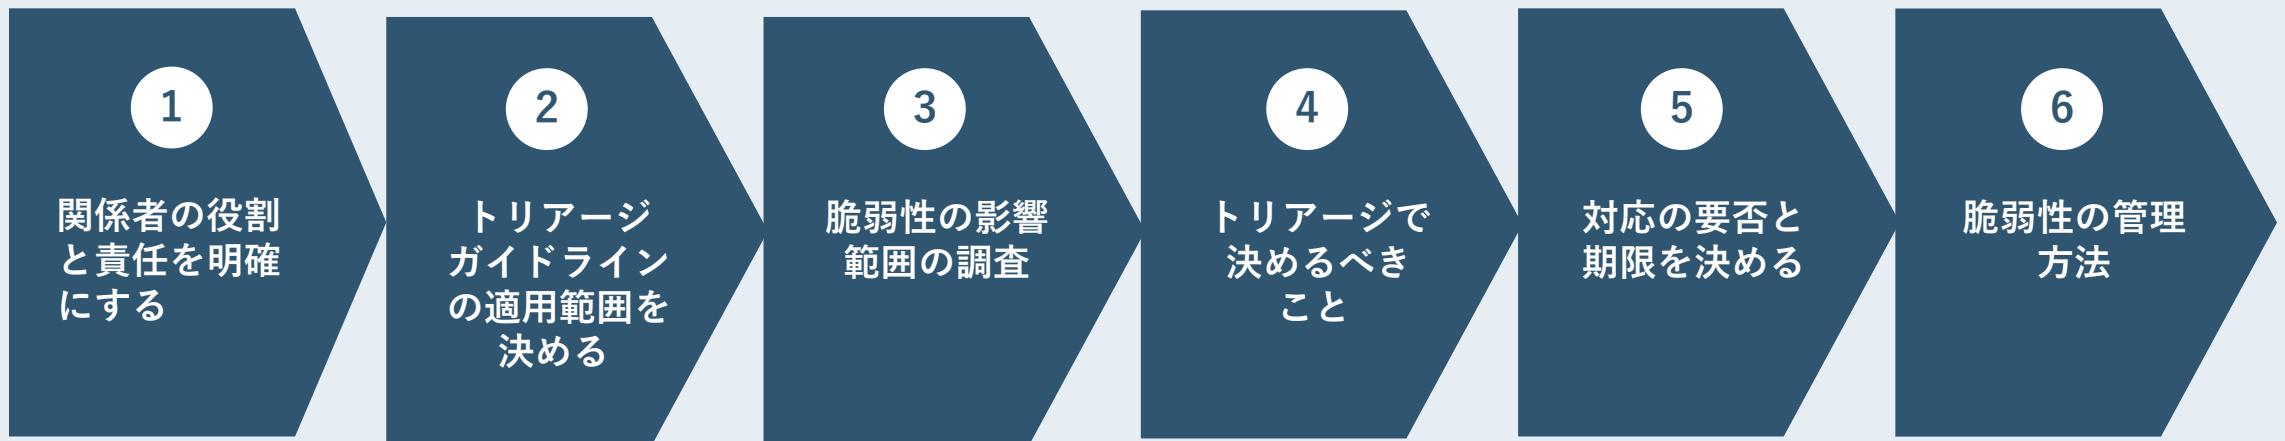 1
関係者の役割
と責任を明確
にする
2
トリアージ
ガイドライン
の適用範囲を
決める
3
脆弱性の影響
範囲の調査
4
トリアージで
決めるべき
こと
5
対応の要否と
期限を決める
6
脆弱性の管理
方法